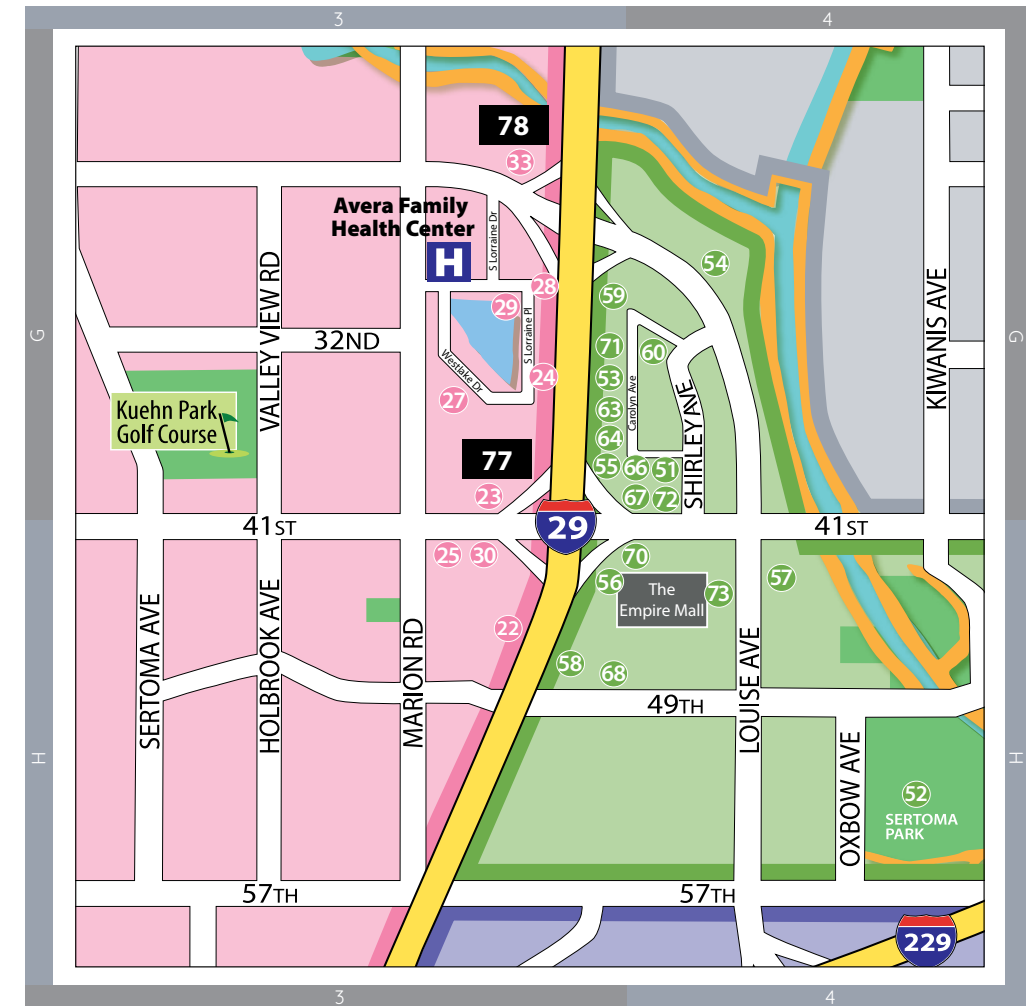 3
4
78
33
Avera Family
Health Center
H
S Lorraine Dr
54
28
59
29
VALLEY VIEW RD
KIWANIS AVE
G
G
32ND
S Lorraine Pl
71
60
Westlake Dr
24
53
Carolyn Ave
SHIRLEY AVE
27
63
Kuehn Park
Golf Course
64
77
55
66
51
23
67
72
41ST
29
41ST
25
30
70
56
The
Empire Mall
73
57
SERTOMA AVE
HOLBROOK AVE
MARION RD
22
LOUISE AVE
58
68
49TH
H
H
OXBOW AVE
52
SERTOMA
PARK
57TH
57TH
229
3
4